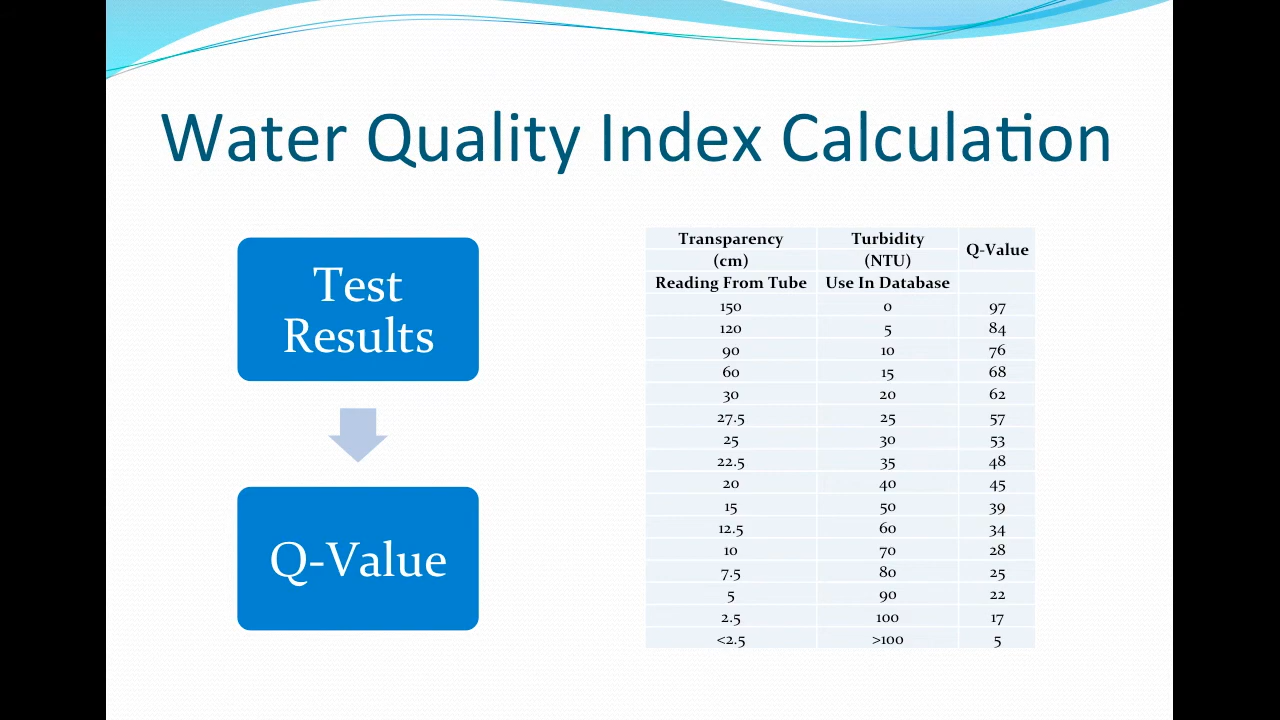 Water Quality Index Calculation
Test
Results
Q-Value
Transparency Turbidity Q-Value
(cm) (NTU)
Reading From Tube Use In Database
150 0 97
120 5 84
90 10 76
60 15 68
30 20 62
27.5 25 57
25 30 53
22.5 35 48
20 40 45
15 50 39
12.5 60 34
10 70 28
7.5 80 25
5 90 22
2.5 100 17
<2.5 >100 5